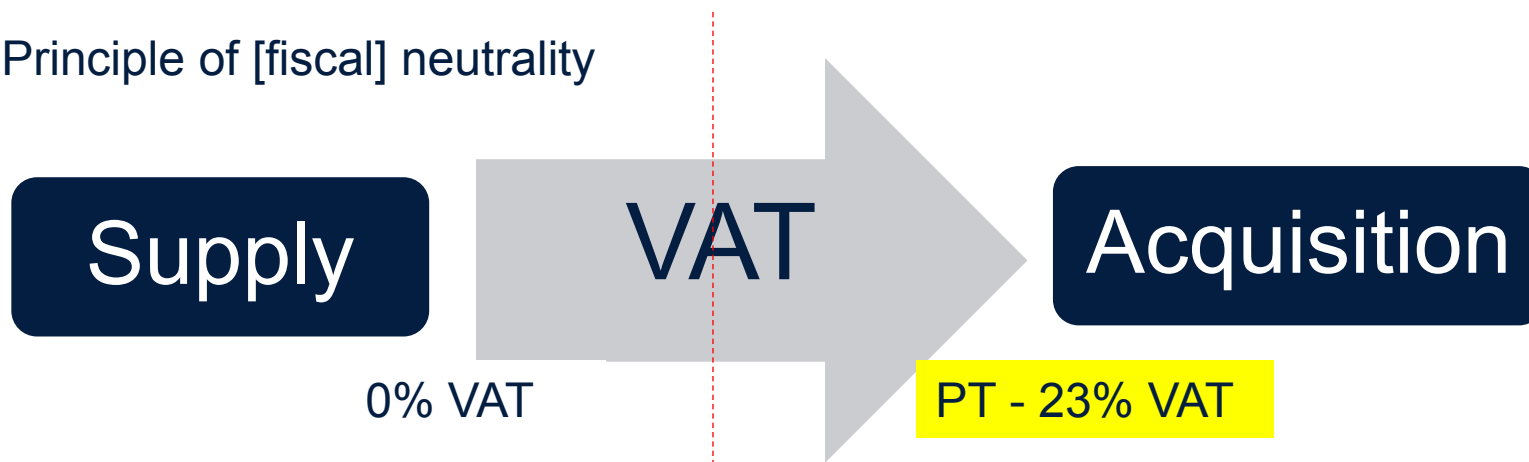 Principle of [fiscal] neutrality
Supply
VAT
Acquisition
0% VAT
PT - 23% VAT